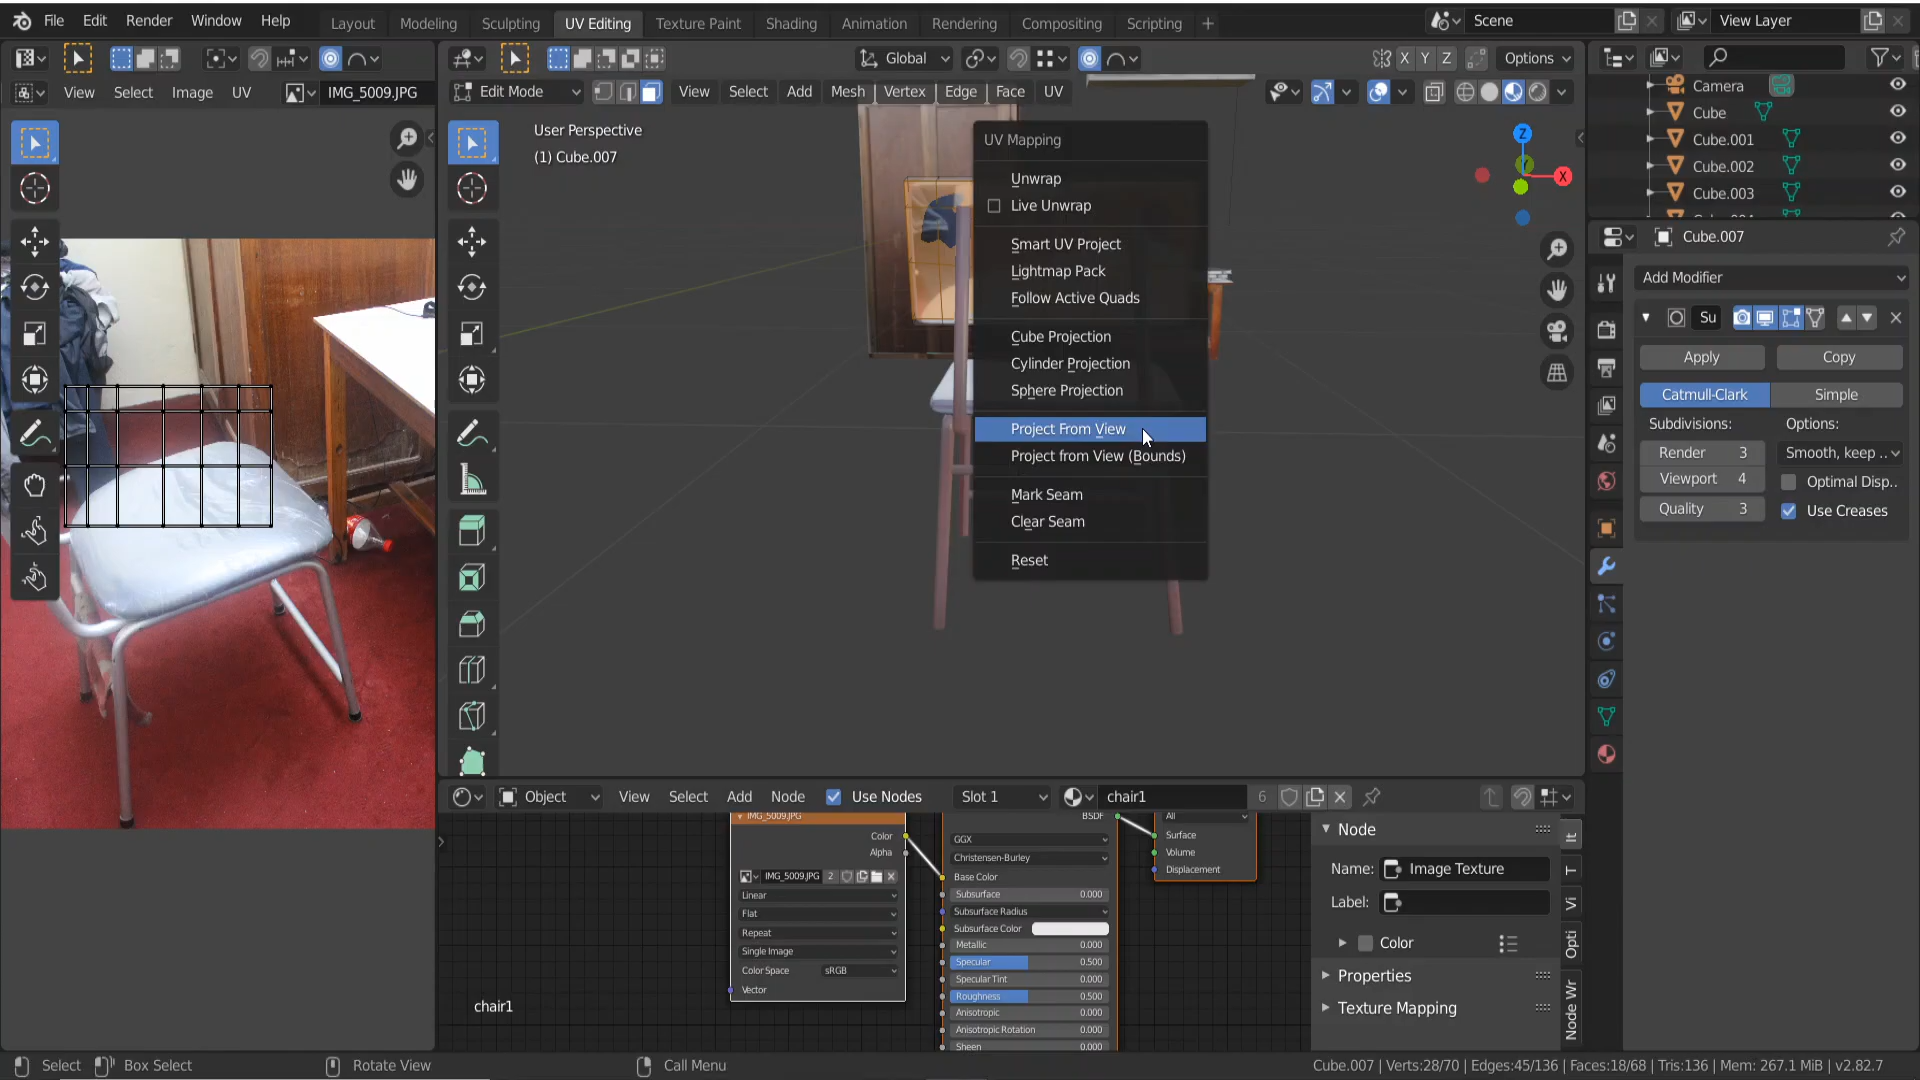 File Edit Render Window Help Layout Modeling Sculpting UV Editing Texture Paint Shading Animation Rendering Compositing Scripting + Scene View Layer
Global X Y Z Options
View Select Image UV IMG_5009.JPG Edit Mode View Select Add Mesh Vertex Edge Face UV
Camera
Cube
Cube.001
Cube.002
Cube.003
User Perspective
(1) Cube.007
Z
X
UV Mapping
Unwrap
Live Unwrap
Smart UV Project
Lightmap Pack
Follow Active Quads
Cube Projection
Cylinder Projection
Sphere Projection
Project From View
Project from View (Bounds)
Mark Seam
Clear Seam
Reset
Cube.007
Add Modifier
Su
Apply Copy
Catmull-Clark Simple
Subdivisions: Options:
Render 3 Smooth, keep ..
Viewport 4 Optimal Disp..
Quality 3 Use Creases
Object View Select Add Node Use Nodes Slot 1 chair1 6
IMG_5009.JPG
Color
Alpha
IMG_5009.JPG 2
Linear
Flat
Repeat
Single Image
Color Space sRGB
Vector
BSDF
GGX
Christensen-Burley
Base Color
Subsurface 0.000
Subsurface Radius
Subsurface Color
Metallic 0.000
Specular 0.500
Specular Tint 0.000
Roughness 0.500
Anisotropic 0.000
Anisotropic Rotation 0.000
Sheen 0.000
All
Surface
Volume
Displacement
chair1
Node
Name: Image Texture
Label:
Color
Properties
Texture Mapping
It
T
Vi
Opti
Node Wr
Select Box Select Rotate View Call Menu Cube.007 | Verts:28/70 | Edges:45/136 | Faces:18/68 | Tris:136 | Mem: 267.1 MiB | v2.82.7